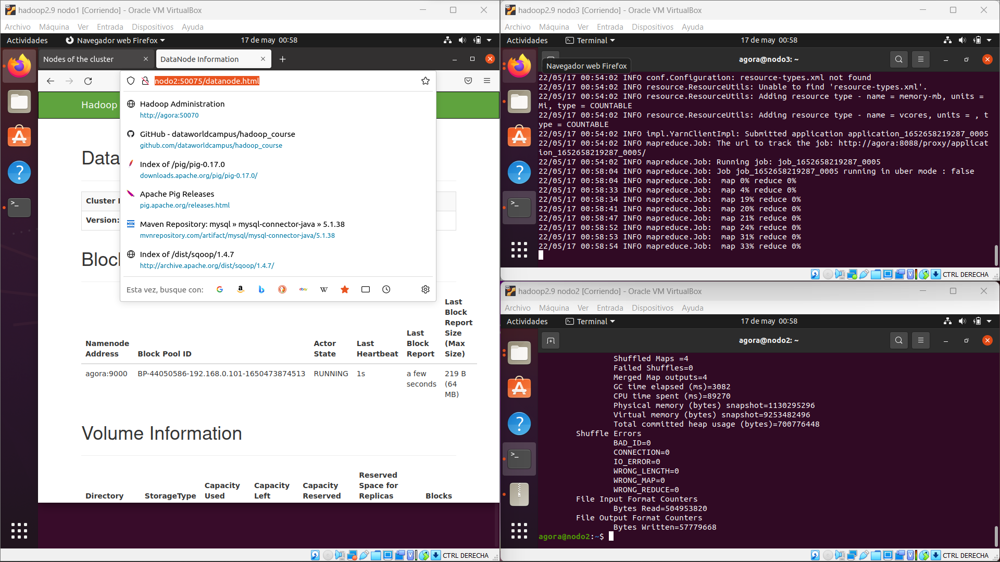 hadoop2.9 nodo1 [Corriendo] - Oracle VM VirtualBox
Archivo Máquina Ver Entrada Dispositivos Ayuda
Actividades Navegador web Firefox 17 de may 00:58
Nodes of the cluster
DataNode Information
nodo2:50075/datanode.html
Hadoop
Hadoop Administration
http://agora:50070
GitHub - dataworldcampus/hadoop_course
github.com/dataworldcampus/hadoop_course
Index of /pig/pig-0.17.0
downloads.apache.org/pig/pig-0.17.0/
Apache Pig Releases
pig.apache.org/releases.html
Maven Repository: mysql » mysql-connector-java » 5.1.38
mvnrepository.com/artifact/mysql/mysql-connector-java/5.1.38
Index of /dist/sqoop/1.4.7
http://archive.apache.org/dist/sqoop/1.4.7/
Esta vez, busque con:
Data
Cluster
Version:
Block
Namenode Address
Block Pool ID
Actor State
Last Heartbeat
Last Block Report
Last Block Report Size (Max Size)
agora:9000 BP-44050586-192.168.0.101-1650473874513 RUNNING 1s a few seconds 219 B (64 MB)
Volume Information
Directory
StorageType
Capacity Used
Capacity Left
Capacity Reserved
Reserved Space for Replicas
Blocks
CTRL DERECHA
hadoop2.9 nodo3 [Corriendo] - Oracle VM VirtualBox
Archivo Máquina Ver Entrada Dispositivos Ayuda
Actividades Terminal 17 de may 00:58
agora@nodo3: ~
Navegador web Firefox
22/05/17 00:54:02 INFO conf.Configuration: resource-types.xml not found
22/05/17 00:54:02 INFO resource.ResourceUtils: Unable to find 'resource-types.xml'.
22/05/17 00:54:02 INFO resource.ResourceUtils: Adding resource type - name = memory-mb, units =
Mi, type = COUNTABLE
22/05/17 00:54:02 INFO resource.ResourceUtils: Adding resource type - name = vcores, units = , t
ype = COUNTABLE
22/05/17 00:54:02 INFO impl.YarnClientImpl: Submitted application application_1652658219287_0005
22/05/17 00:54:02 INFO mapreduce.Job: The url to track the job: http://agora:8088/proxy/applicat
ion_1652658219287_0005/
22/05/17 00:54:02 INFO mapreduce.Job: Running job: job_1652658219287_0005
22/05/17 00:58:04 INFO mapreduce.Job: Job job_1652658219287_0005 running in uber mode : false
22/05/17 00:58:04 INFO mapreduce.Job:  map 0% reduce 0%
22/05/17 00:58:33 INFO mapreduce.Job:  map 4% reduce 0%
22/05/17 00:58:34 INFO mapreduce.Job:  map 19% reduce 0%
22/05/17 00:58:41 INFO mapreduce.Job:  map 20% reduce 0%
22/05/17 00:58:47 INFO mapreduce.Job:  map 21% reduce 0%
22/05/17 00:58:52 INFO mapreduce.Job:  map 24% reduce 0%
22/05/17 00:58:53 INFO mapreduce.Job:  map 31% reduce 0%
22/05/17 00:58:54 INFO mapreduce.Job:  map 33% reduce 0%
CTRL DERECHA
hadoop2.9 nodo2 [Corriendo] - Oracle VM VirtualBox
Archivo Máquina Ver Entrada Dispositivos Ayuda
Actividades Terminal 17 de may 00:58
agora@nodo2: ~
Shuffled Maps =4
Failed Shuffles=0
Merged Map outputs=4
GC time elapsed (ms)=3082
CPU time spent (ms)=89270
Physical memory (bytes) snapshot=1130295296
Virtual memory (bytes) snapshot=9253482496
Total committed heap usage (bytes)=700776448
Shuffle Errors
BAD_ID=0
CONNECTION=0
IO_ERROR=0
WRONG_LENGTH=0
WRONG_MAP=0
WRONG_REDUCE=0
File Input Format Counters
Bytes Read=504953820
File Output Format Counters
Bytes Written=57779668
agora@nodo2:~$
CTRL DERECHA